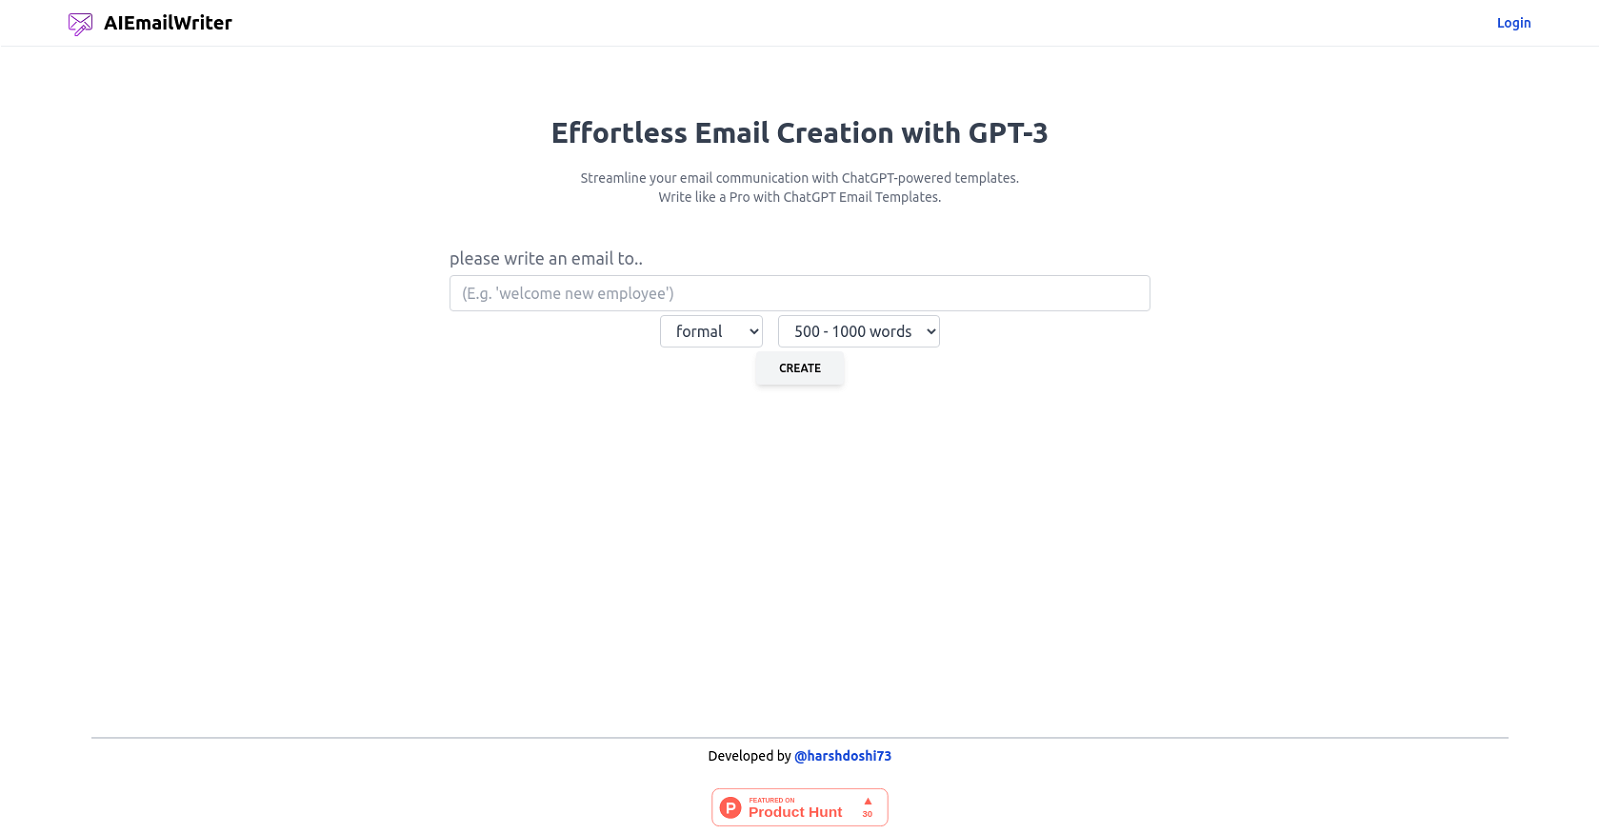 AIEmailWriter
Login
Effortless Email Creation with GPT-3
Streamline your email communication with ChatGPT-powered templates.
Write like a Pro with ChatGPT Email Templates.
please write an email to..
(E.g. 'welcome new employee')
formal
500 - 1000 words
CREATE
Developed by @harshdoshi73
P
FEATURED ON
Product Hunt
▲
30